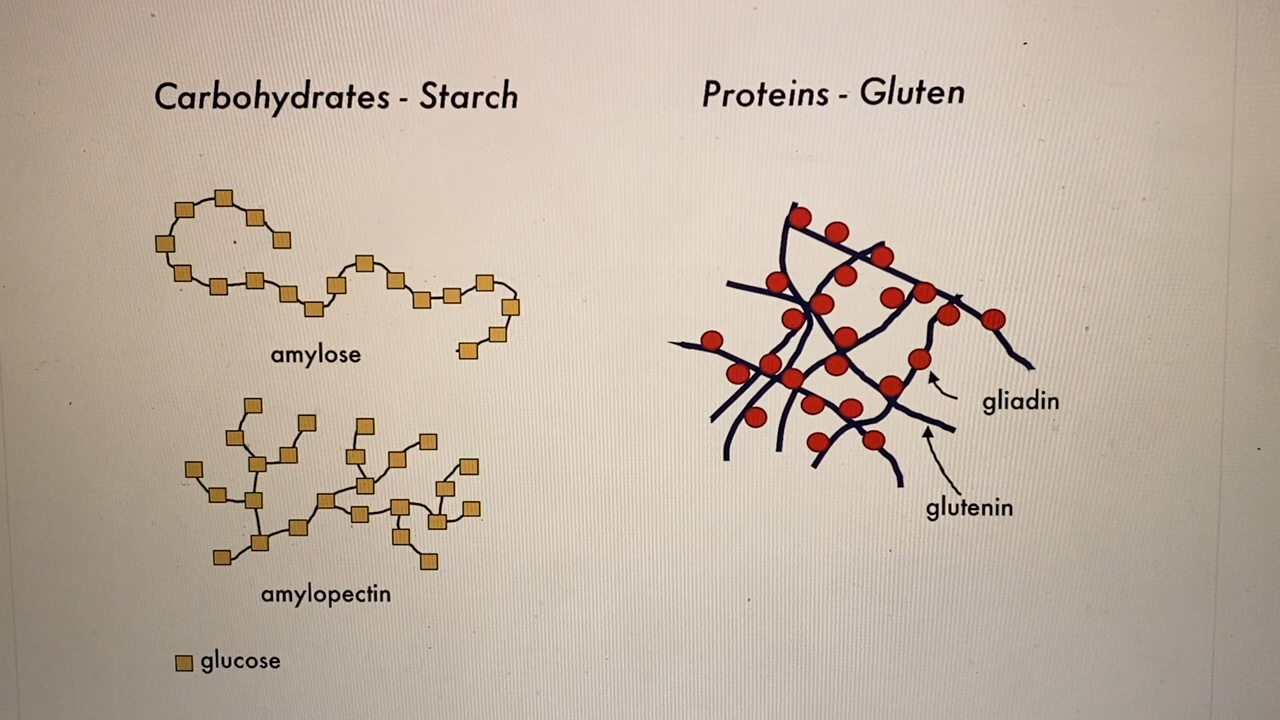 Carbohydrates - Starch
Proteins - Gluten
amylose
gliadin
glutenin
amylopectin
glucose